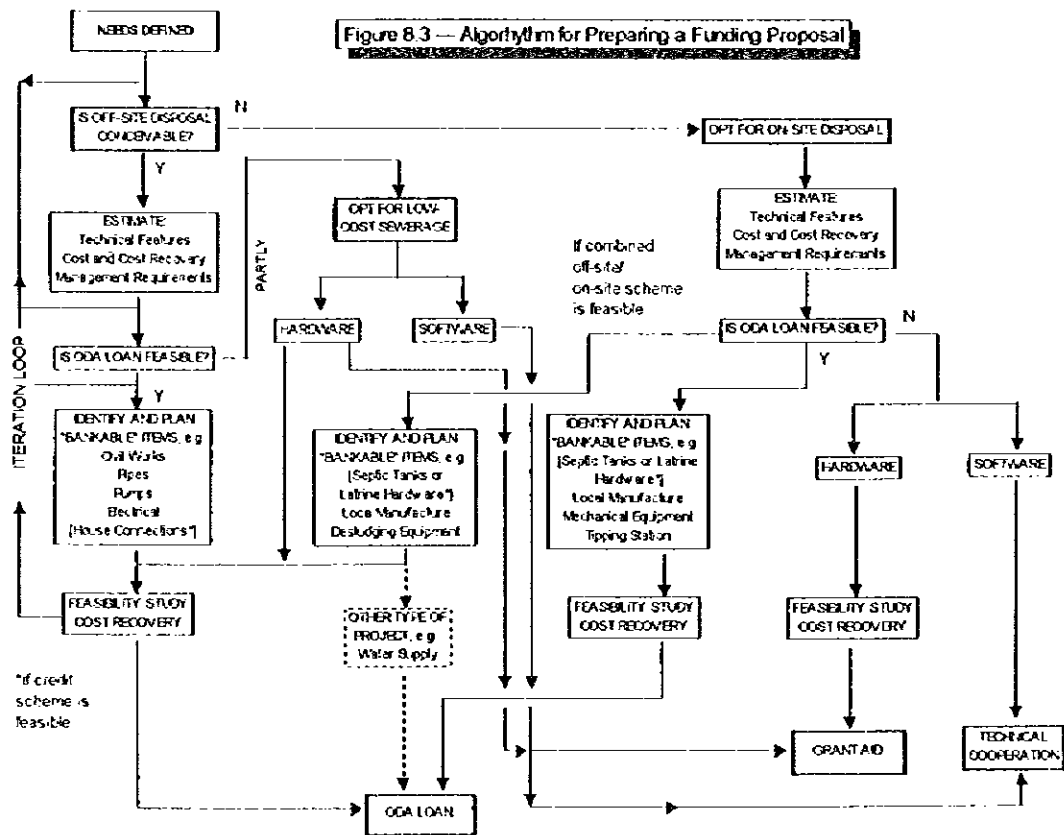 NEEDS DEFINED
Figure 8.3 — Algorhythm for Preparing a Funding Proposal
IS OFF-SITE DISPOSAL
CONCEIVABLE?
N
OPT FOR ON-SITE DISPOSAL
Y
OPT FOR LOW-
COST SEWERAGE
ESTIMATE:
Technical Features
Cost and Cost Recovery
Management Requirements
ESTIMATE:
Technical Features
Cost and Cost Recovery
Management Requirements
If combined
off-site/
on-site scheme
is feasible
PARTLY
HARDWARE
SOFTWARE
IS ODA LOAN FEASIBLE?
N
Y
IS ODA LOAN FEASIBLE?
Y
ITERATION LOOP
IDENTIFY AND PLAN
"BANKABLE" ITEMS, e.g.
Civil Works
Pipes
Pumps
Electrical
[House Connections*]
IDENTIFY AND PLAN
"BANKABLE" ITEMS, e.g.
[Septic Tanks or
Latrine Hardware*]
Local Manufacture
Desludging Equipment
IDENTIFY AND PLAN
"BANKABLE" ITEMS, e.g.
[Septic Tanks or Latrine
Hardware*]
Local Manufacture
Mechanical Equipment
Tipping Station
HARDWARE
SOFTWARE
FEASIBILITY STUDY
COST RECOVERY
OTHER TYPE OF
PROJECT, e.g.
Water Supply
FEASIBILITY STUDY
COST RECOVERY
FEASIBILITY STUDY
COST RECOVERY
*If credit
scheme is
feasible
GRANT AID
TECHNICAL
COOPERATION
ODA LOAN